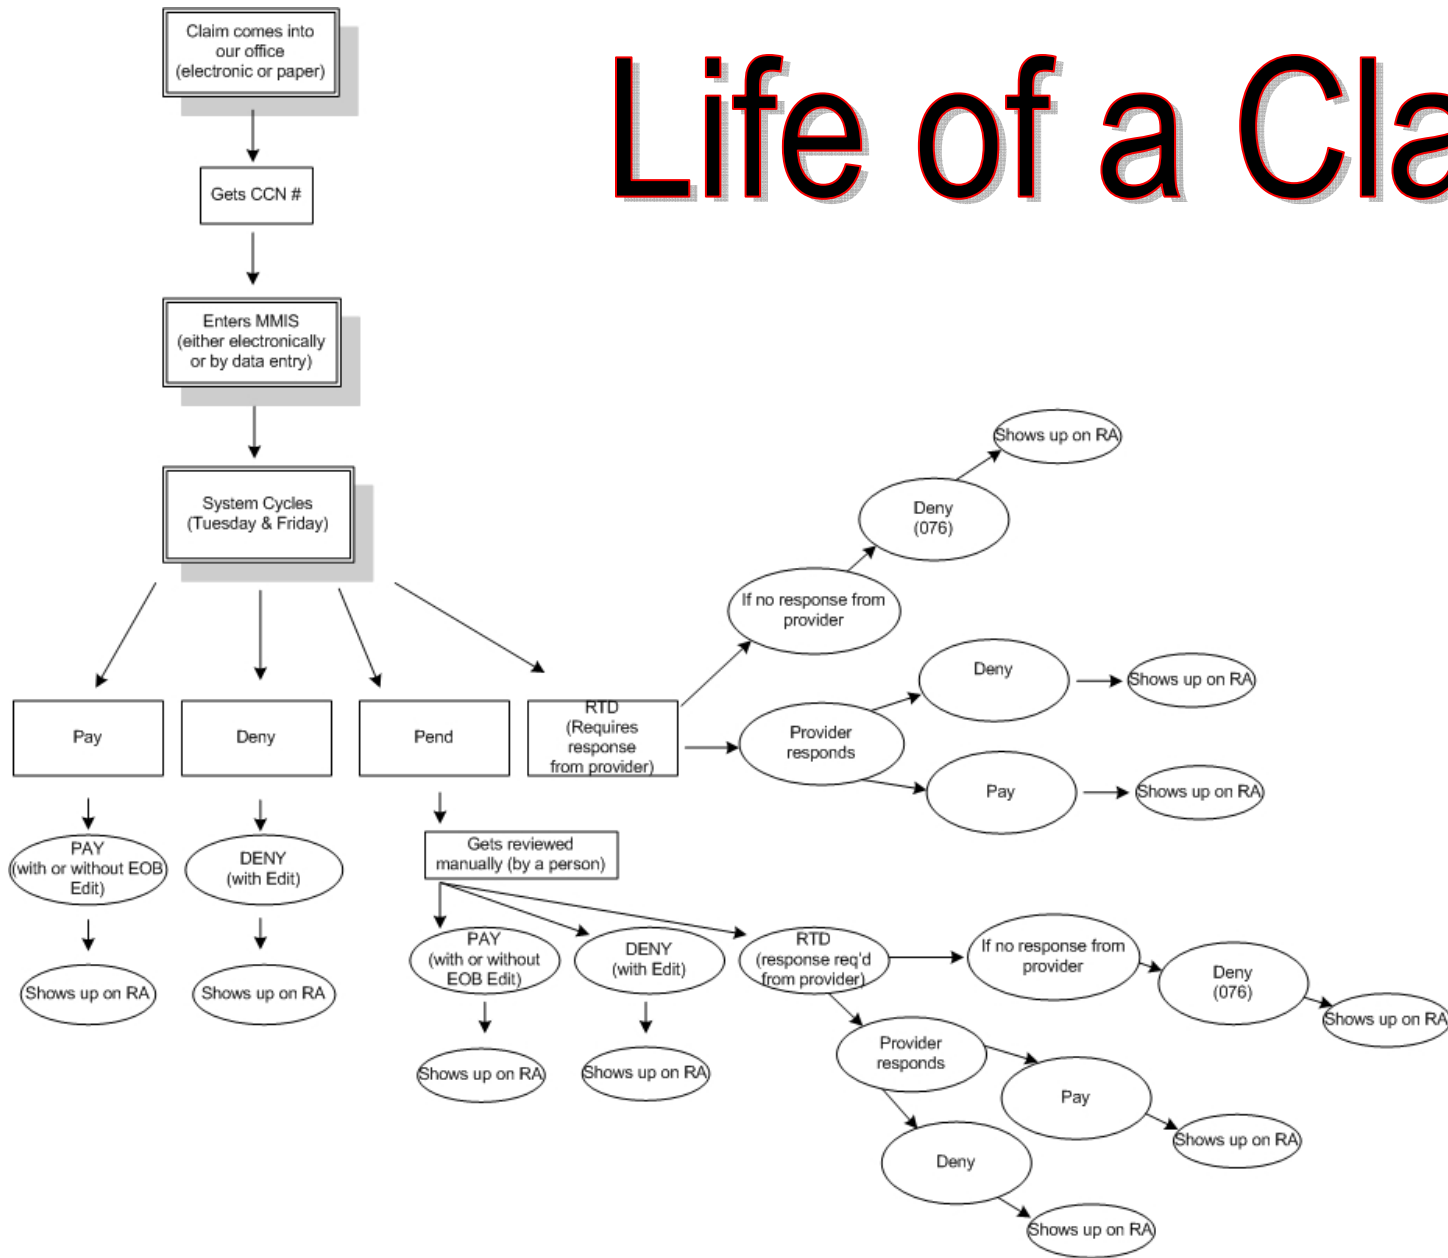 Life of a Cla
Claim comes into
our office
(electronic or paper)
Gets CCN #
Enters MMIS
(either electronically
or by data entry)
System Cycles
(Tuesday & Friday)
Pay
Deny
Pend
RTD
(Requires
response
from provider)
If no response from
provider
Deny
(076)
Shows up on RA
Provider
responds
Deny
Shows up on RA
Pay
Shows up on RA
PAY
(with or without EOB
Edit)
Shows up on RA
DENY
(with Edit)
Shows up on RA
Gets reviewed
manually (by a person)
PAY
(with or without
EOB Edit)
Shows up on RA
DENY
(with Edit)
Shows up on RA
RTD
(response req'd
from provider)
If no response from
provider
Deny
(076)
Shows up on RA
Provider
responds
Pay
Shows up on RA
Deny
Shows up on RA